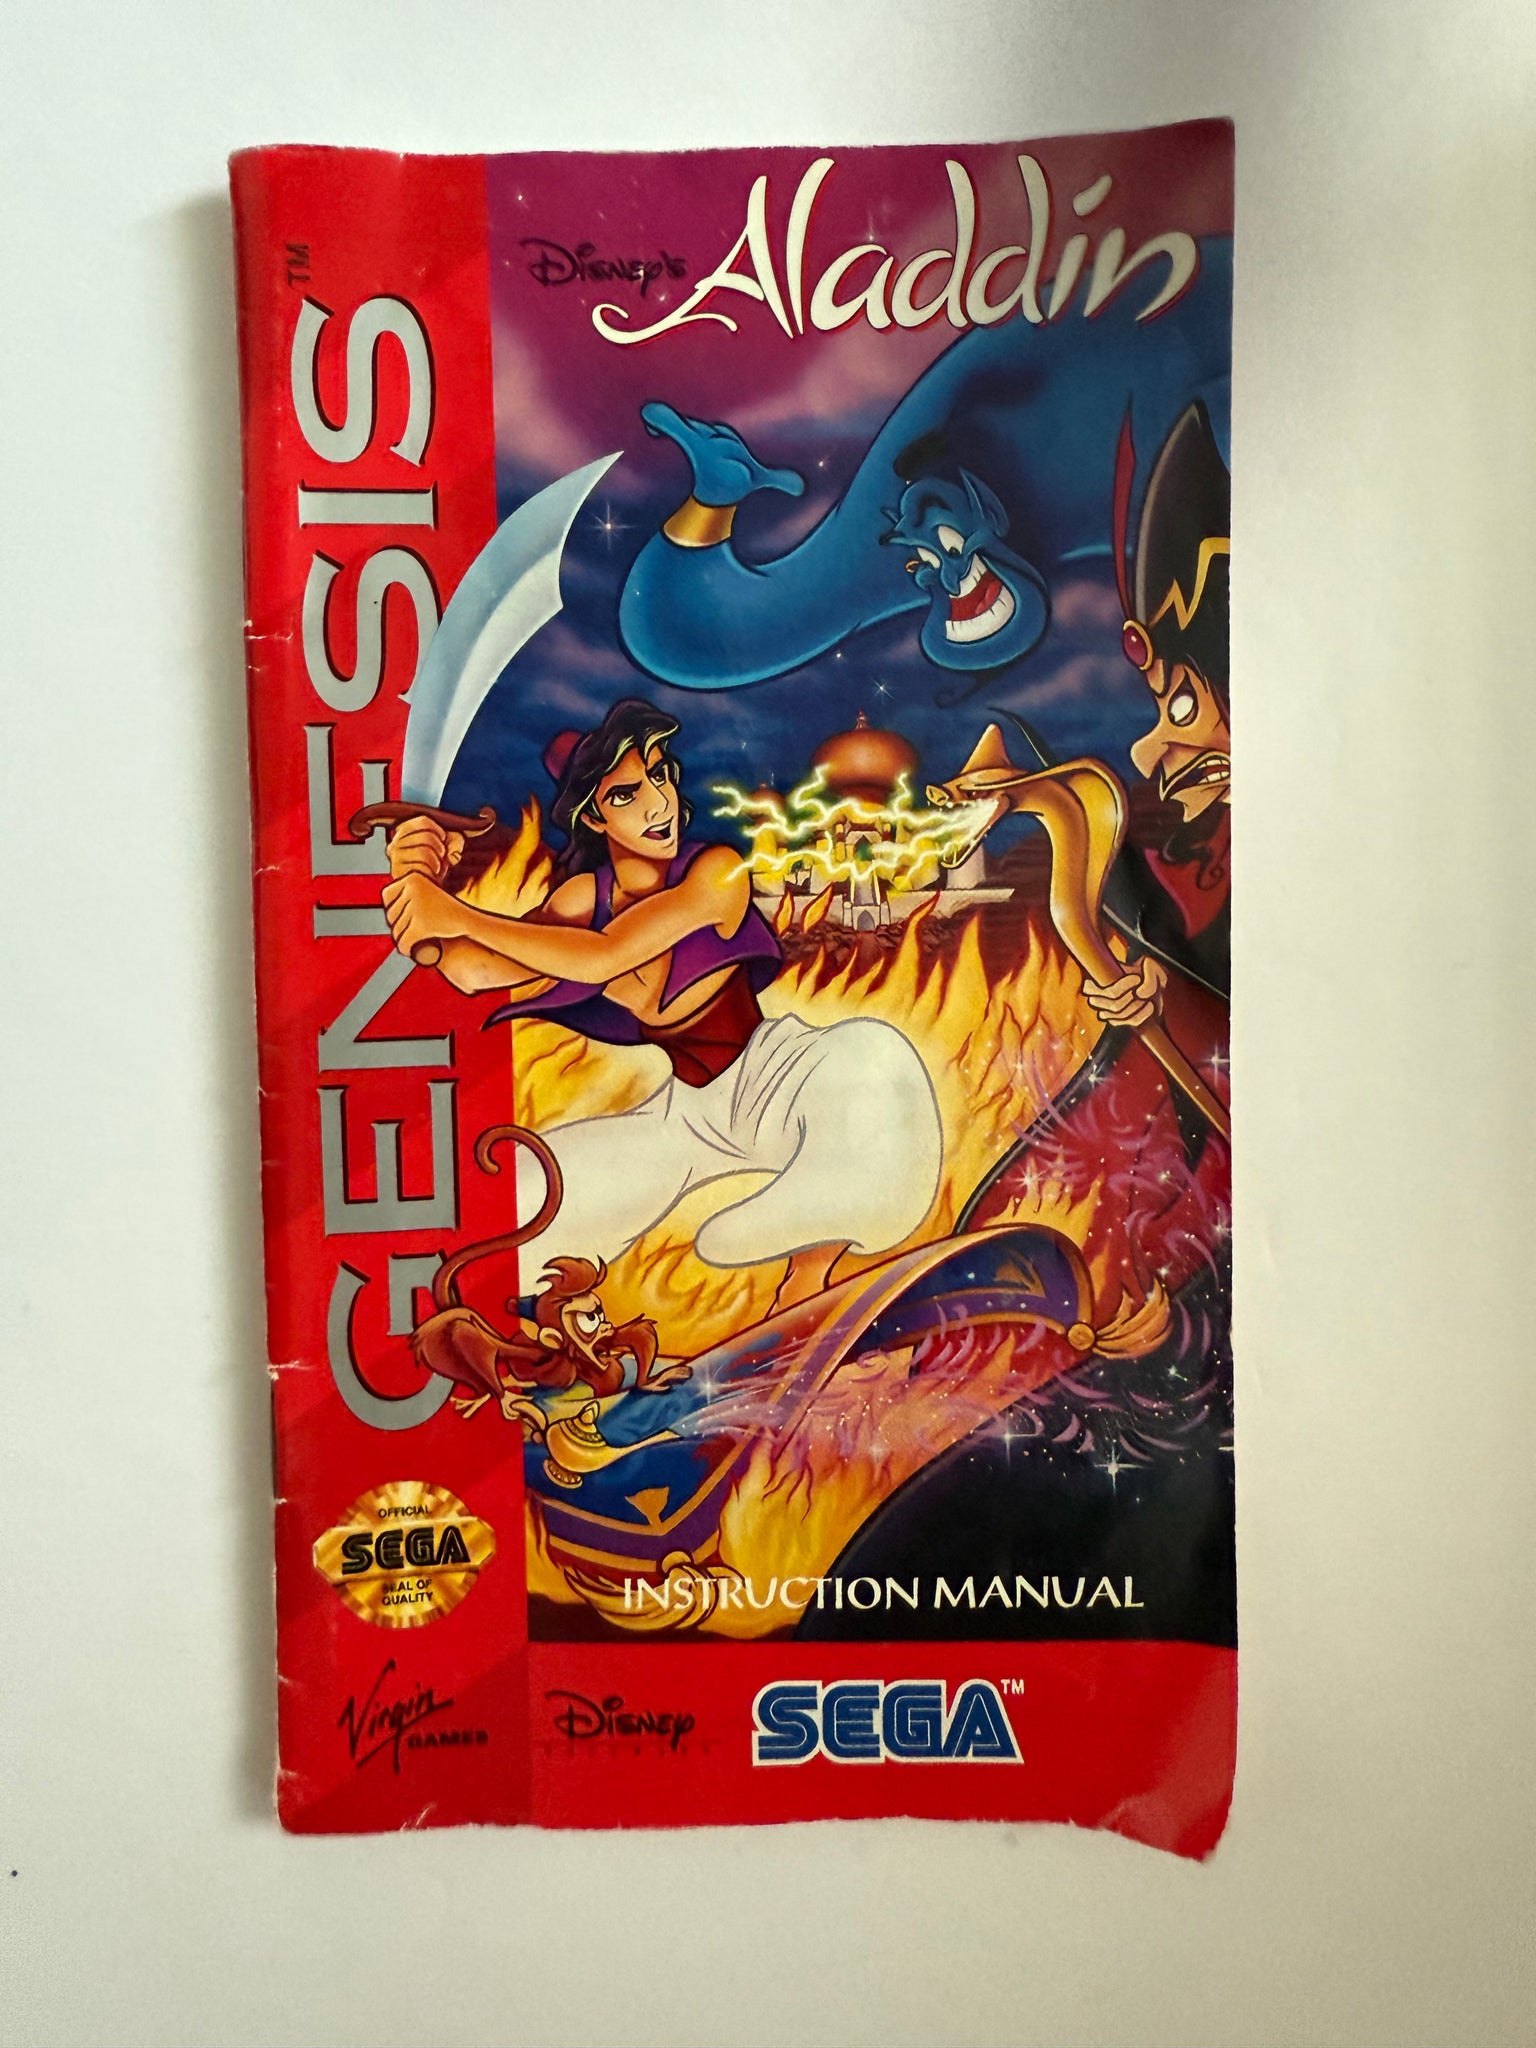 GENESIS™
Disney's Aladdin
INSTRUCTION MANUAL
OFFICIAL
SEGA
SEAL OF
QUALITY
Virgin
GAMES
Disney
SEGA™